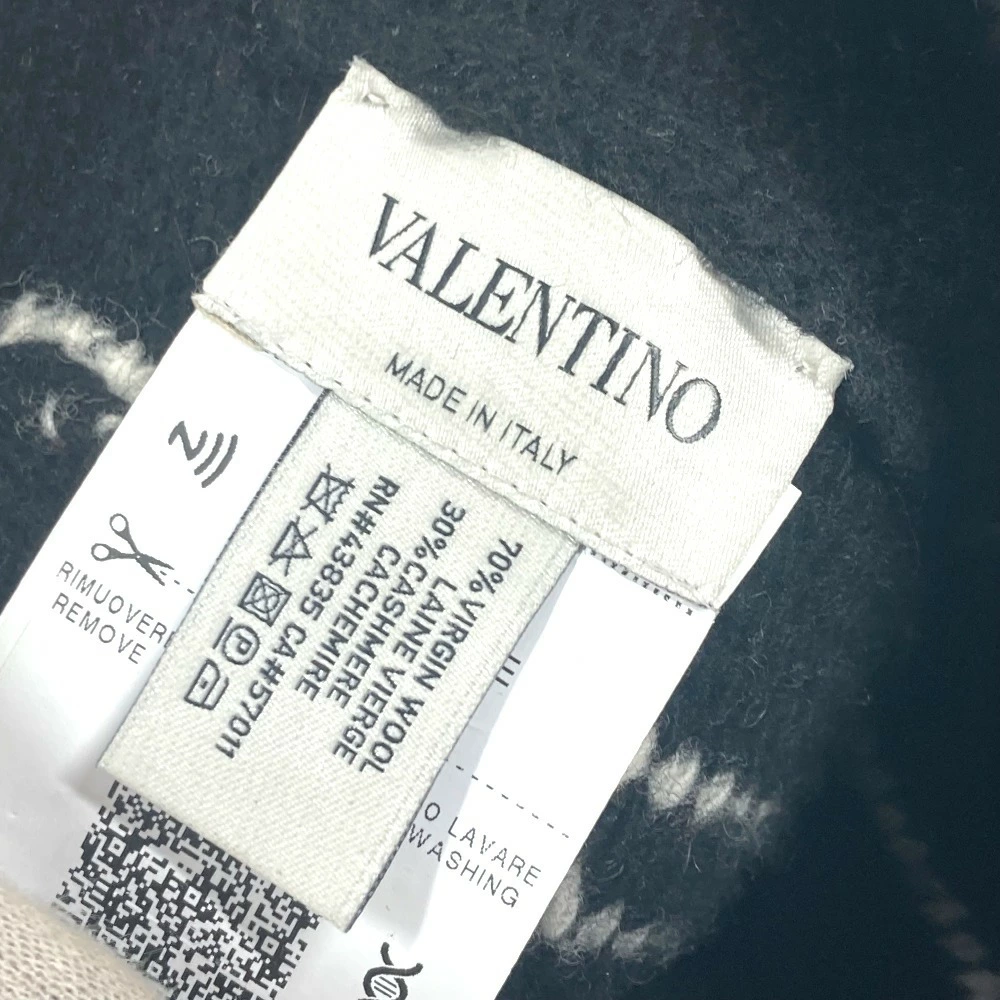 VALENTINO
MADE IN ITALY
70% VIRGIN WOOL
LAINE VIERGE
30% CASHMERE
CACHEMIRE
RN#43835 CA#57011
P
RIMUOVER
REMOVE
O LAVARE
WASHING